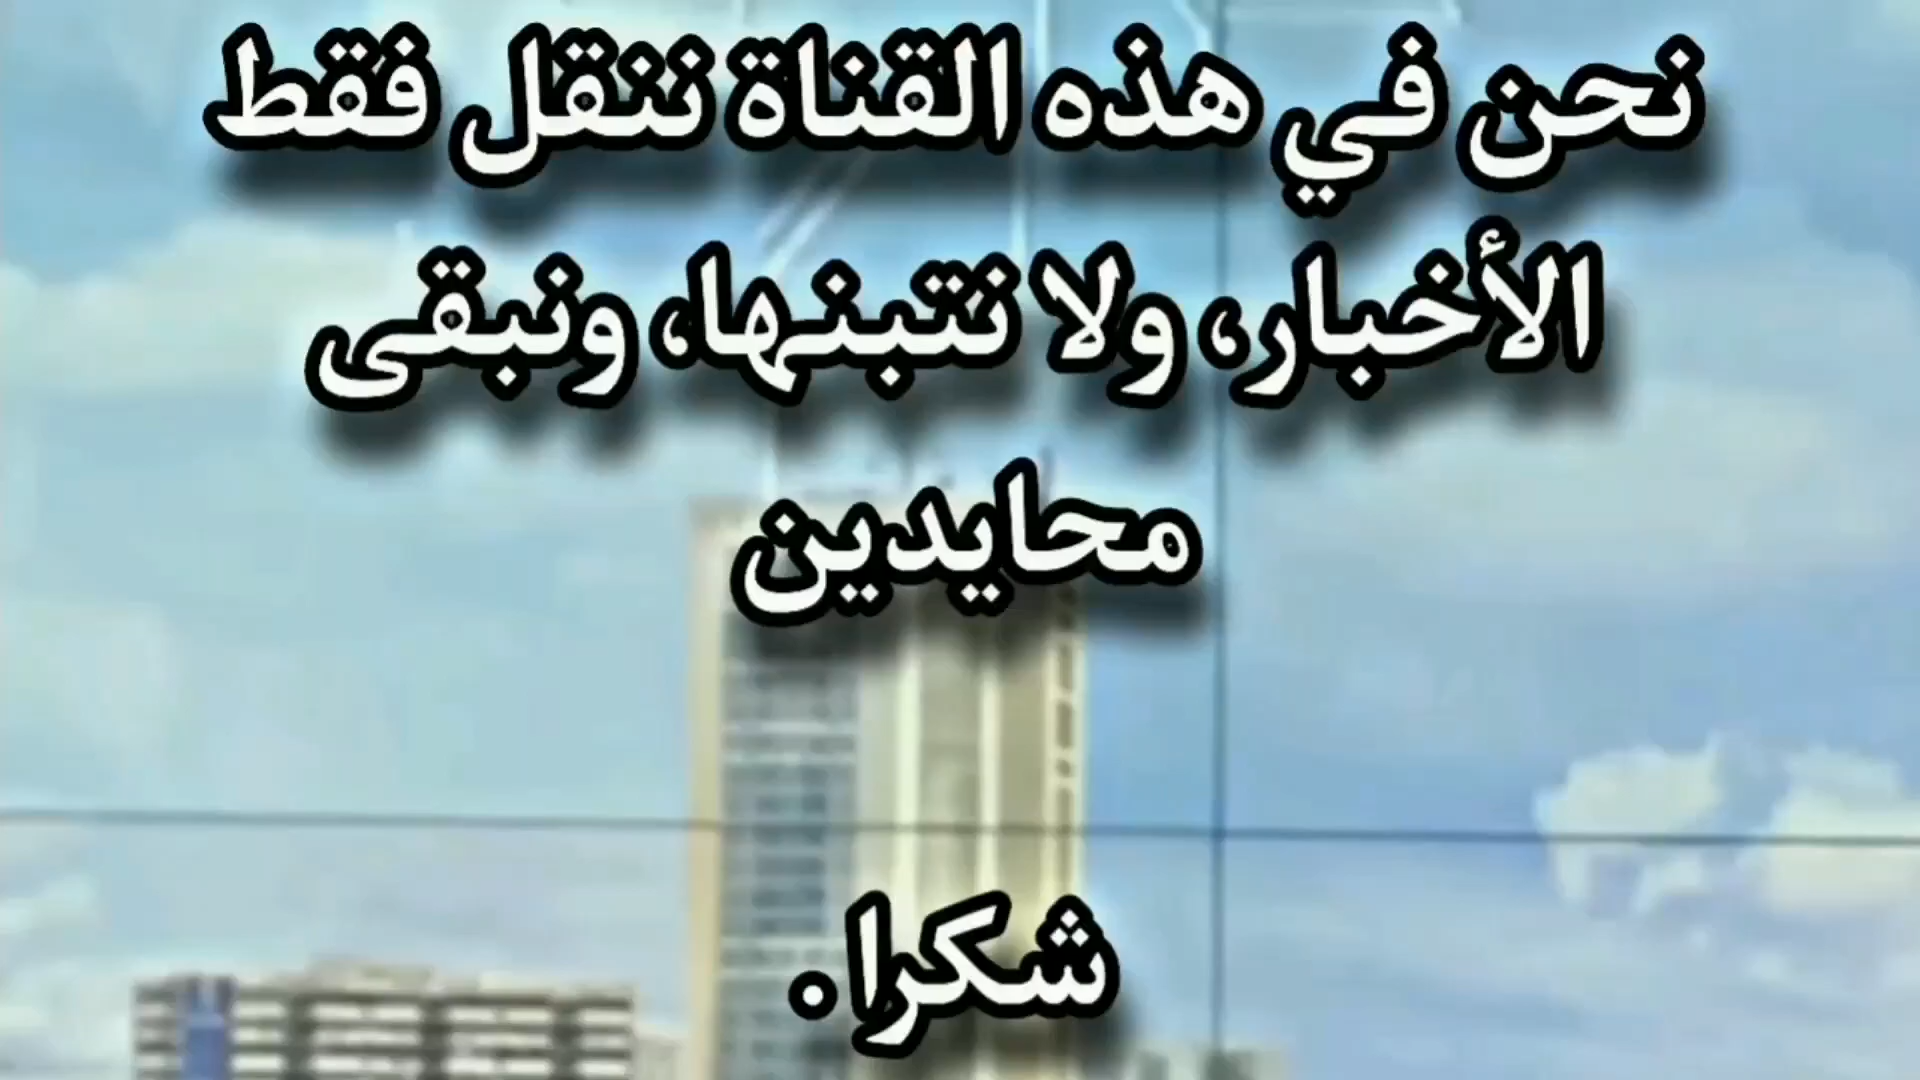 نحن في هذه القناة ننقل فقط
الأخبار، ولا نتبنها، ونبقى
محايدين
شكرا.